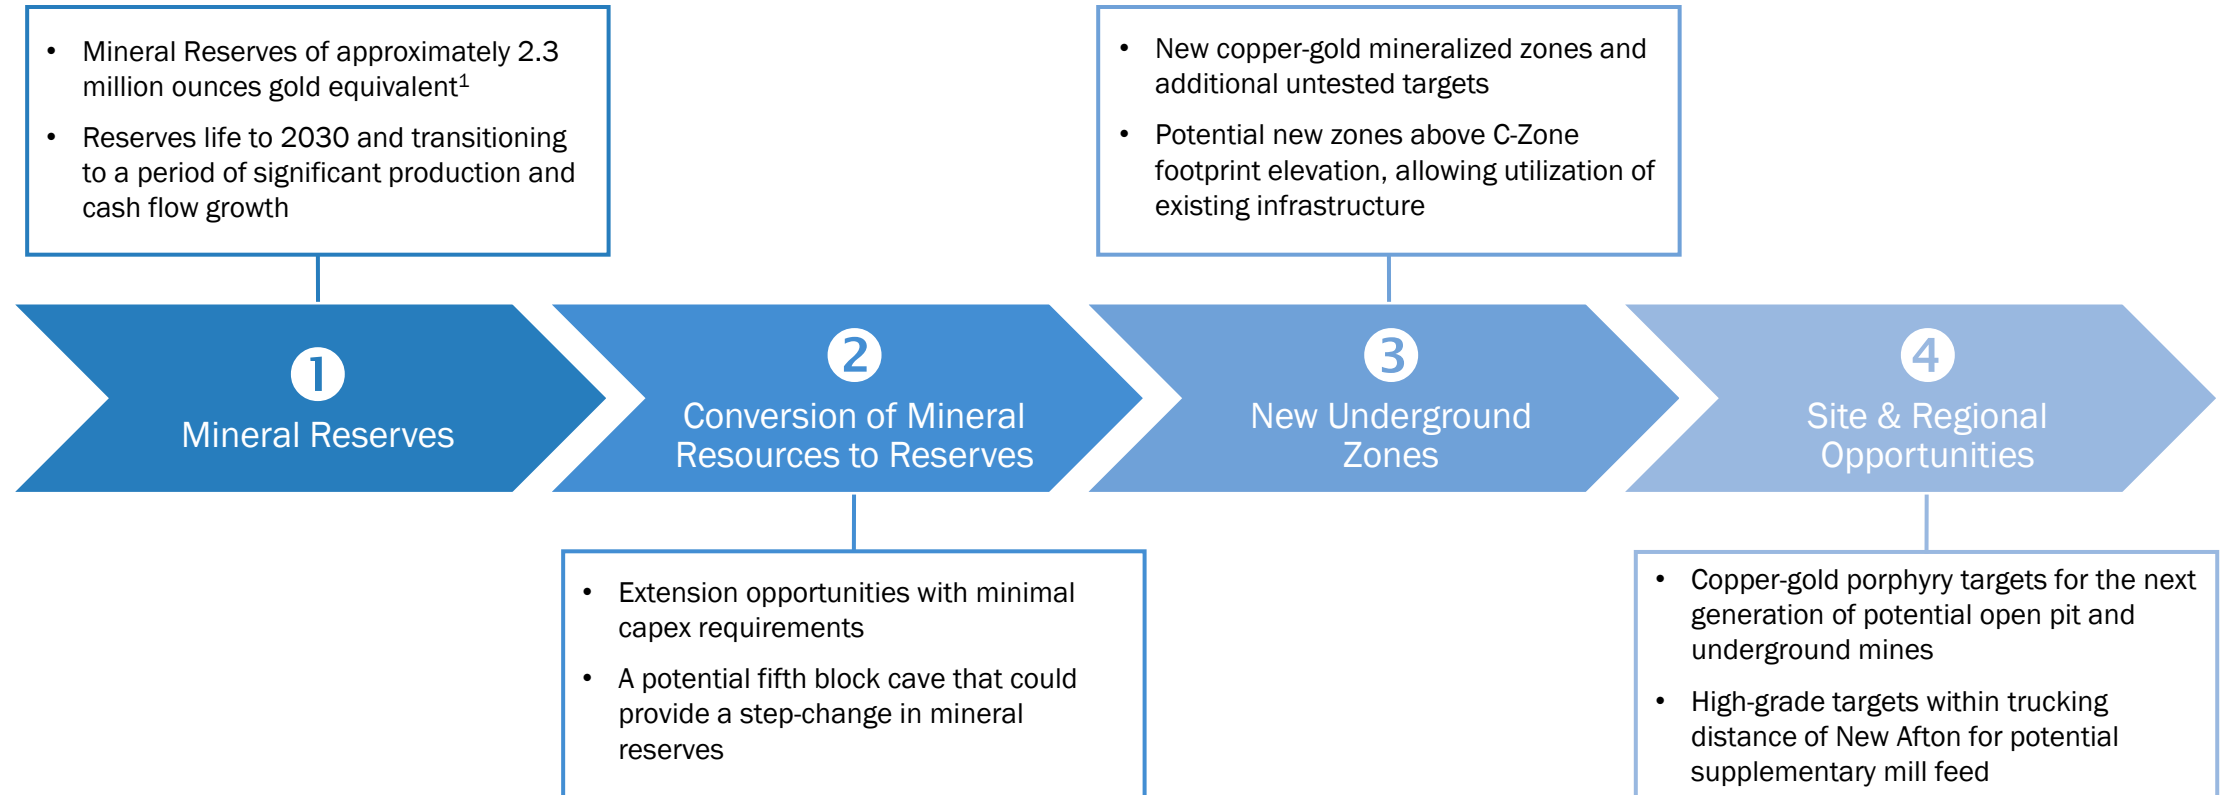 • Mineral Reserves of approximately 2.3
million ounces gold equivalent¹
• Reserves life to 2030 and transitioning
to a period of significant production and
cash flow growth
• New copper-gold mineralized zones and
additional untested targets
• Potential new zones above C-Zone
footprint elevation, allowing utilization of
existing infrastructure
1
Mineral Reserves
2
Conversion of Mineral
Resources to Reserves
3
New Underground
Zones
4
Site & Regional
Opportunities
• Extension opportunities with minimal
capex requirements
• A potential fifth block cave that could
provide a step-change in mineral
reserves
• Copper-gold porphyry targets for the next
generation of potential open pit and
underground mines
• High-grade targets within trucking
distance of New Afton for potential
supplementary mill feed